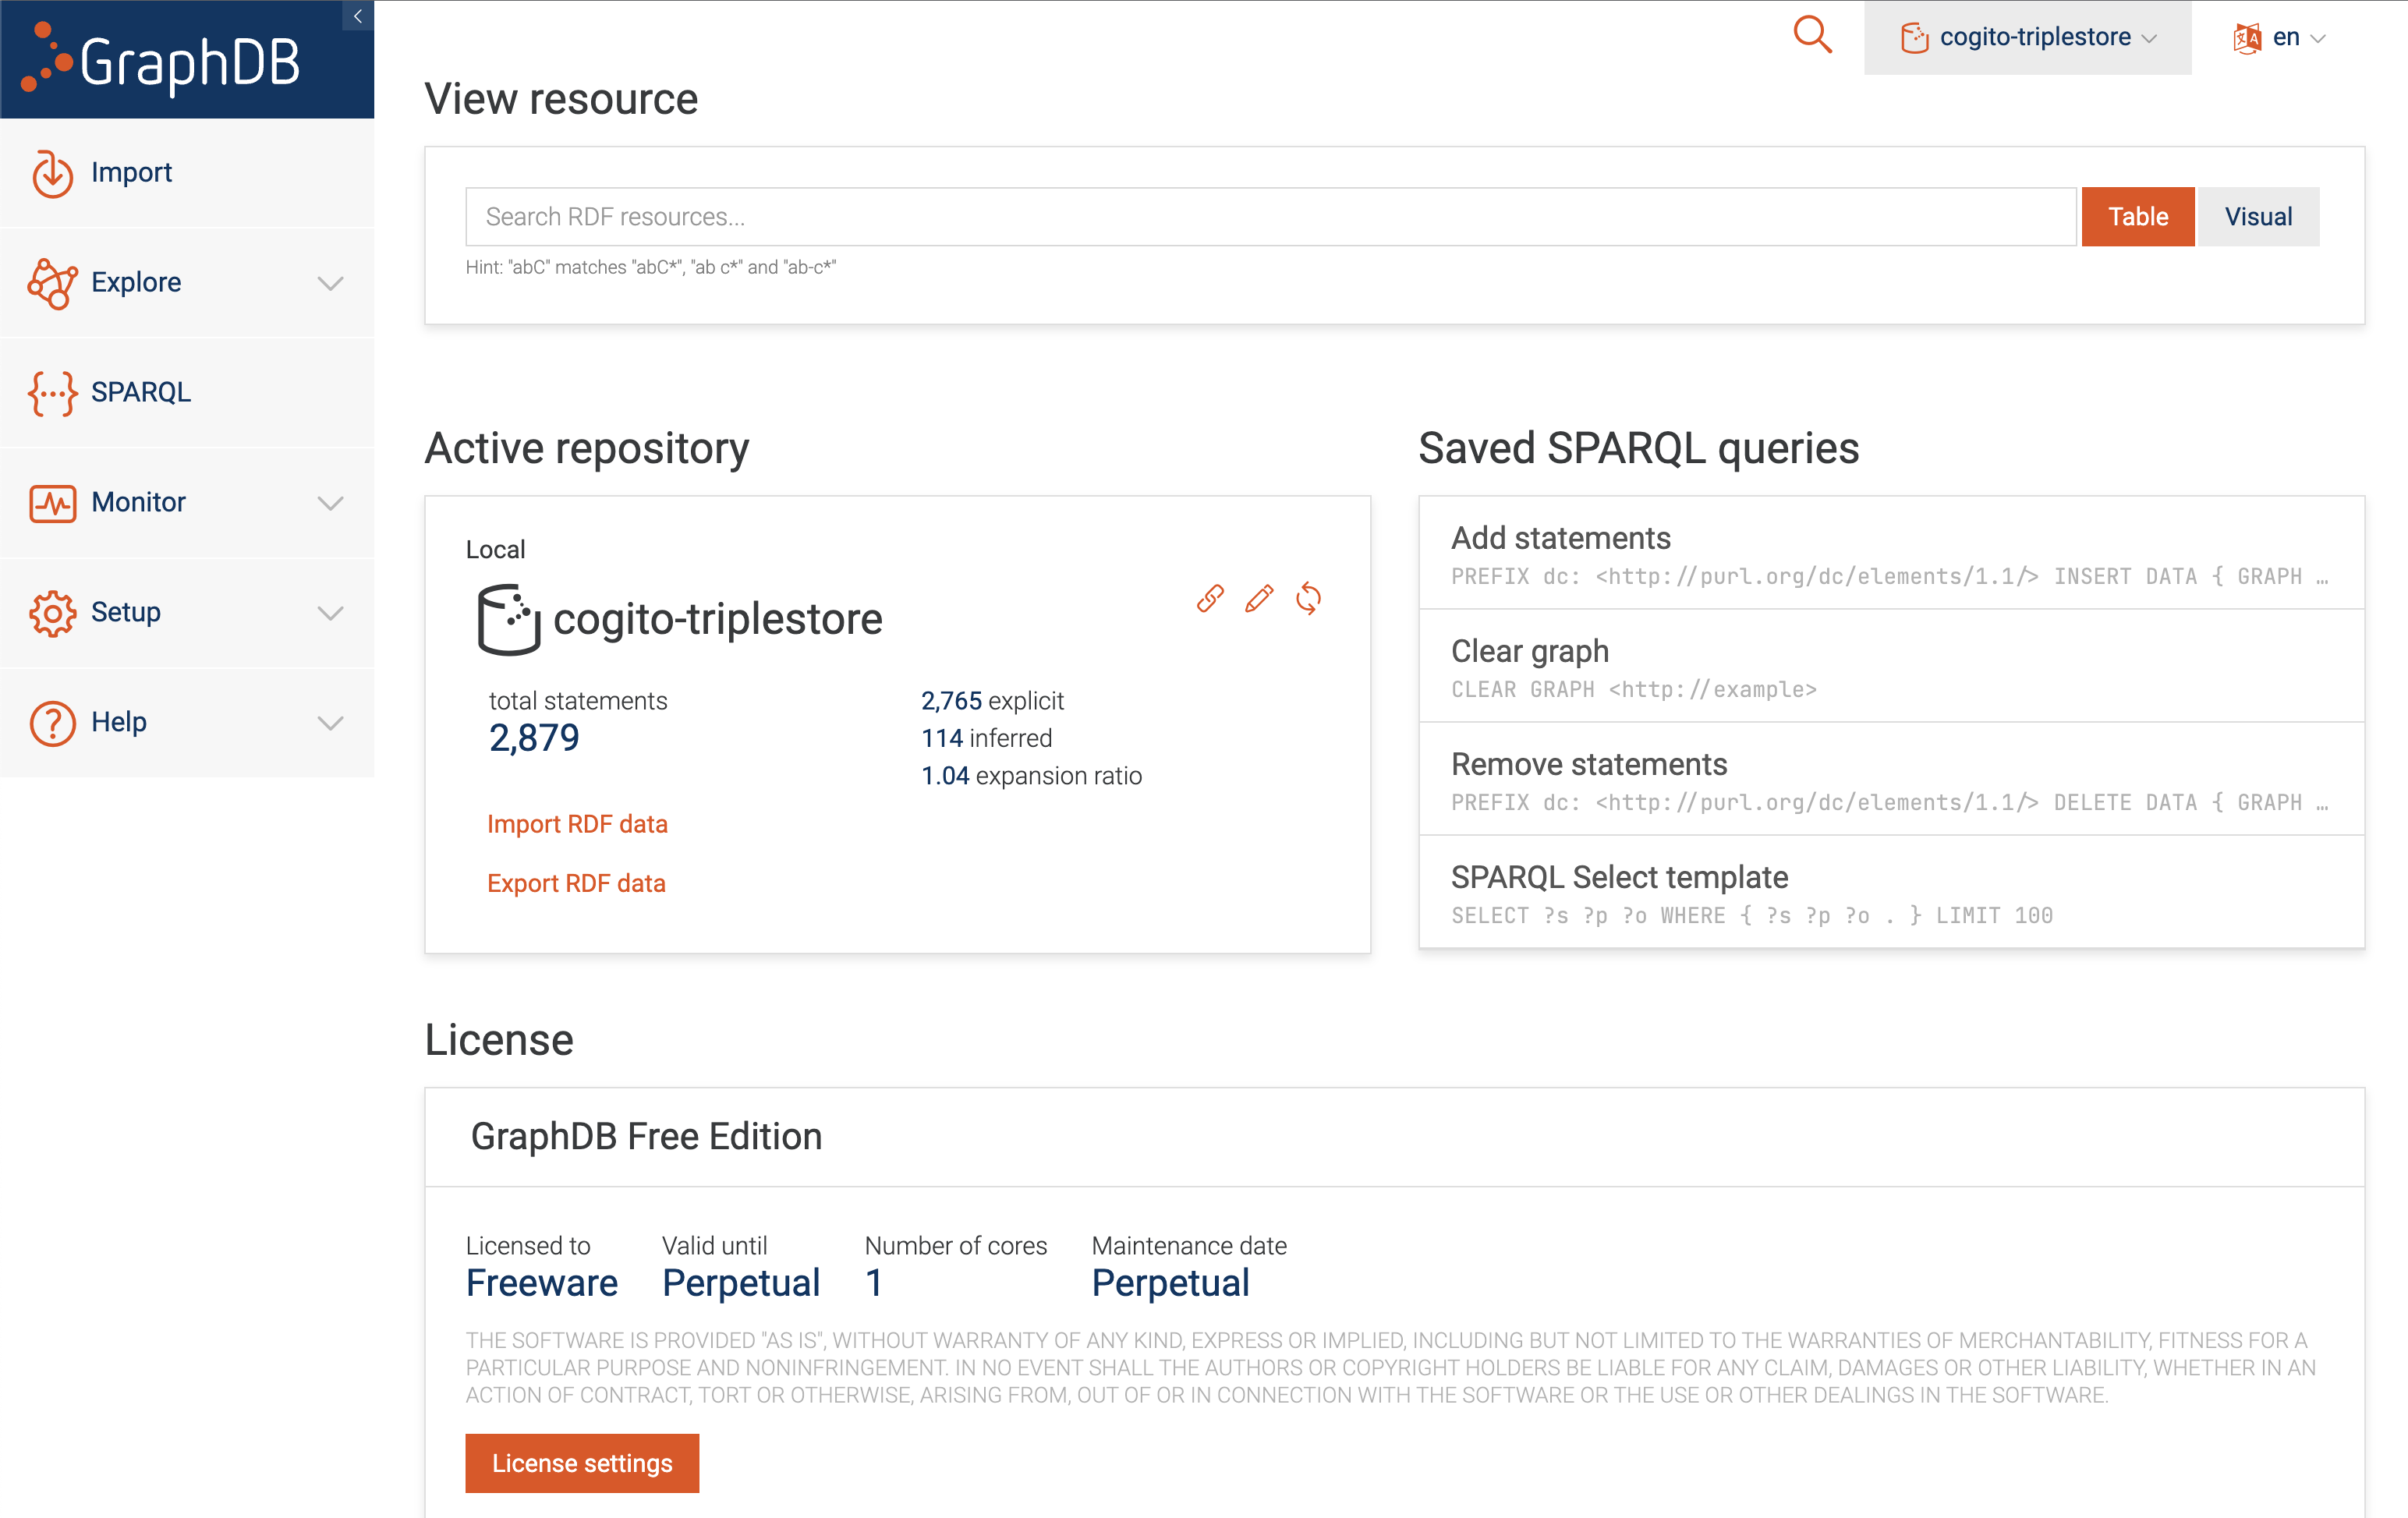 GraphDB
Import
Explore
SPARQL
Monitor
Setup
Help
cogito-triplestore
en
View resource
Search RDF resources...
Table
Visual
Hint: "abC" matches "abC*", "ab c*" and "ab-c*"
Active repository
Local
cogito-triplestore
total statements
2,879
2,765 explicit
114 inferred
1.04 expansion ratio
Import RDF data
Export RDF data
Saved SPARQL queries
Add statements
PREFIX dc: <http://purl.org/dc/elements/1.1/> INSERT DATA { GRAPH …
Clear graph
CLEAR GRAPH <http://example>
Remove statements
PREFIX dc: <http://purl.org/dc/elements/1.1/> DELETE DATA { GRAPH …
SPARQL Select template
SELECT ?s ?p ?o WHERE { ?s ?p ?o . } LIMIT 100
License
GraphDB Free Edition
Licensed to
Freeware
Valid until
Perpetual
Number of cores
1
Maintenance date
Perpetual
THE SOFTWARE IS PROVIDED "AS IS", WITHOUT WARRANTY OF ANY KIND, EXPRESS OR IMPLIED, INCLUDING BUT NOT LIMITED TO THE WARRANTIES OF MERCHANTABILITY, FITNESS FOR A
PARTICULAR PURPOSE AND NONINFRINGEMENT. IN NO EVENT SHALL THE AUTHORS OR COPYRIGHT HOLDERS BE LIABLE FOR ANY CLAIM, DAMAGES OR OTHER LIABILITY, WHETHER IN AN
ACTION OF CONTRACT, TORT OR OTHERWISE, ARISING FROM, OUT OF OR IN CONNECTION WITH THE SOFTWARE OR THE USE OR OTHER DEALINGS IN THE SOFTWARE.
License settings